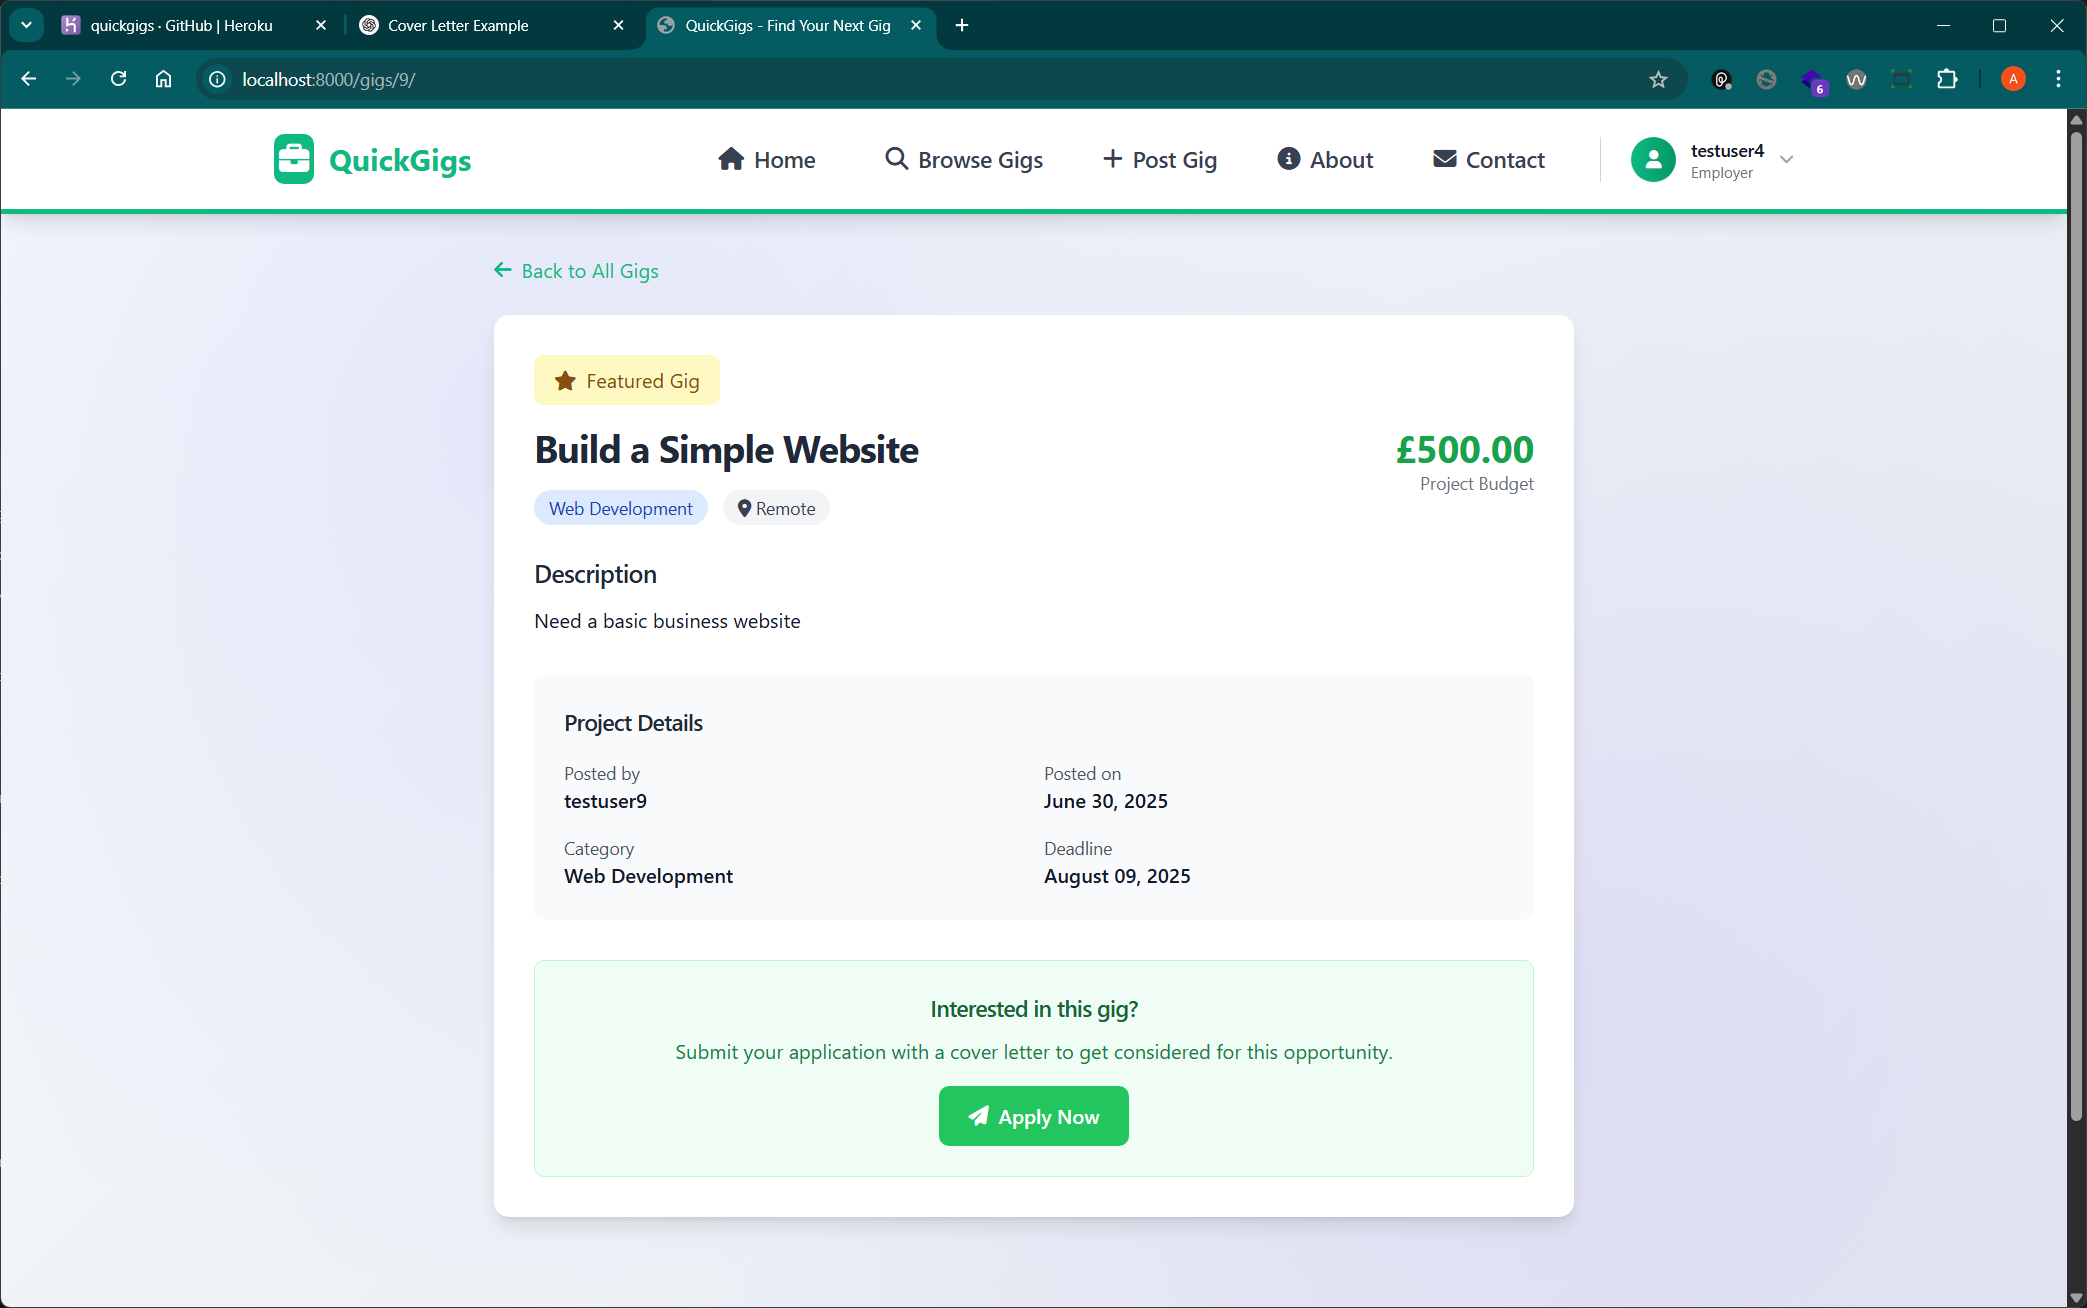 quickgigs · GitHub | Heroku
Cover Letter Example
QuickGigs - Find Your Next Gig
localhost:8000/gigs/9/
6
A
QuickGigs
Home
Browse Gigs
Post Gig
About
Contact
testuser4
Employer
Back to All Gigs
Featured Gig
Build a Simple Website
£500.00
Project Budget
Web Development
Remote
Description
Need a basic business website
Project Details
Posted by
testuser9
Posted on
June 30, 2025
Category
Web Development
Deadline
August 09, 2025
Interested in this gig?
Submit your application with a cover letter to get considered for this opportunity.
Apply Now